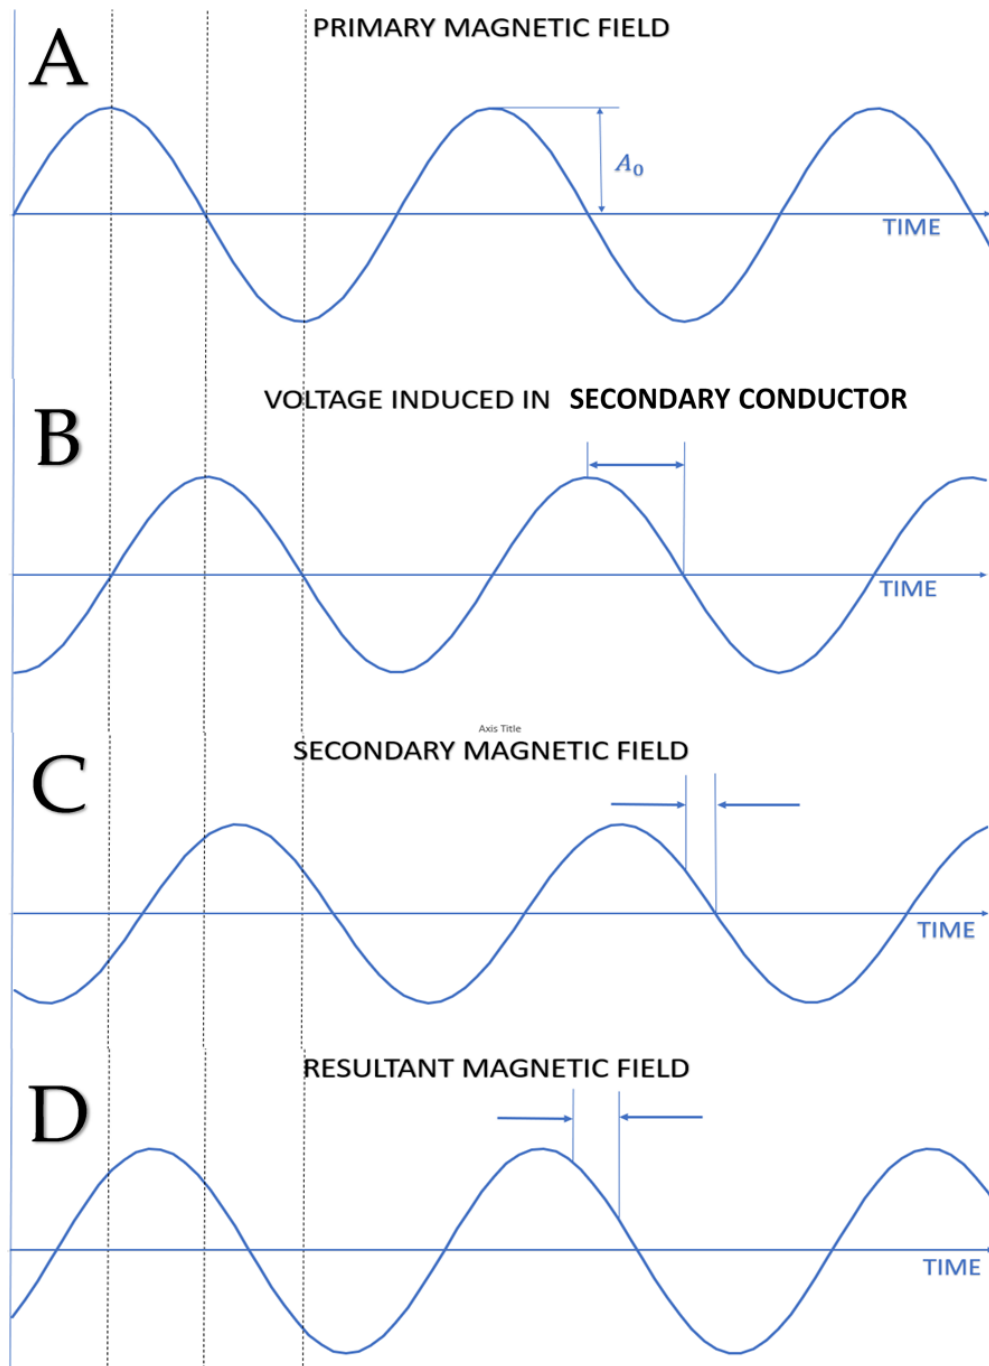 A
PRIMARY MAGNETIC FIELD
A₀
TIME
B
VOLTAGE INDUCED IN SECONDARY CONDUCTOR
TIME
Axis Title
C
SECONDARY MAGNETIC FIELD
TIME
D
RESULTANT MAGNETIC FIELD
TIME